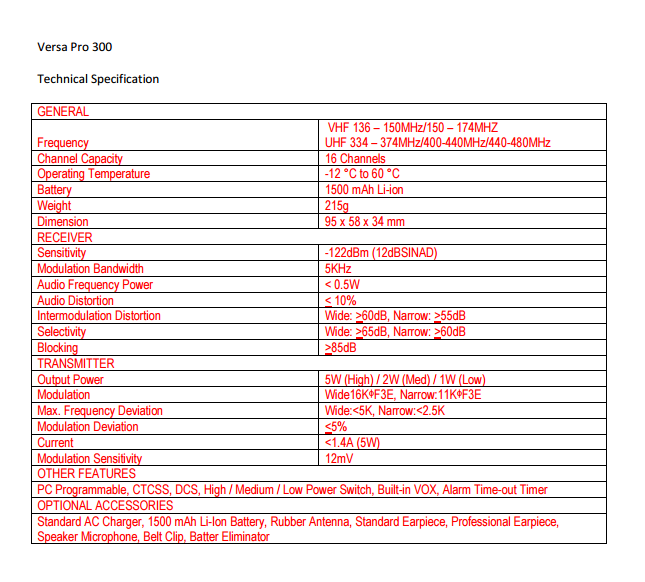 Versa Pro 300
Technical Specification
GENERAL
VHF 136 – 150MHz/150 – 174MHZ
Frequency UHF 334 – 374MHz/400-440MHz/440-480MHz
Channel Capacity 16 Channels
Operating Temperature -12 °C to 60 °C
Battery 1500 mAh Li-ion
Weight 215g
Dimension 95 x 58 x 34 mm
RECEIVER
Sensitivity -122dBm (12dBSINAD)
Modulation Bandwidth 5KHz
Audio Frequency Power < 0.5W
Audio Distortion < 10%
Intermodulation Distortion Wide: >60dB, Narrow: >55dB
Selectivity Wide: >65dB, Narrow: >60dB
Blocking >85dB
TRANSMITTER
Output Power 5W (High) / 2W (Med) / 1W (Low)
Modulation Wide16KΦF3E, Narrow:11KΦF3E
Max. Frequency Deviation Wide:<5K, Narrow:<2.5K
Modulation Deviation <5%
Current <1.4A (5W)
Modulation Sensitivity 12mV
OTHER FEATURES
PC Programmable, CTCSS, DCS, High / Medium / Low Power Switch, Built-in VOX, Alarm Time-out Timer
OPTIONAL ACCESSORIES
Standard AC Charger, 1500 mAh Li-Ion Battery, Rubber Antenna, Standard Earpiece, Professional Earpiece,
Speaker Microphone, Belt Clip, Batter Eliminator